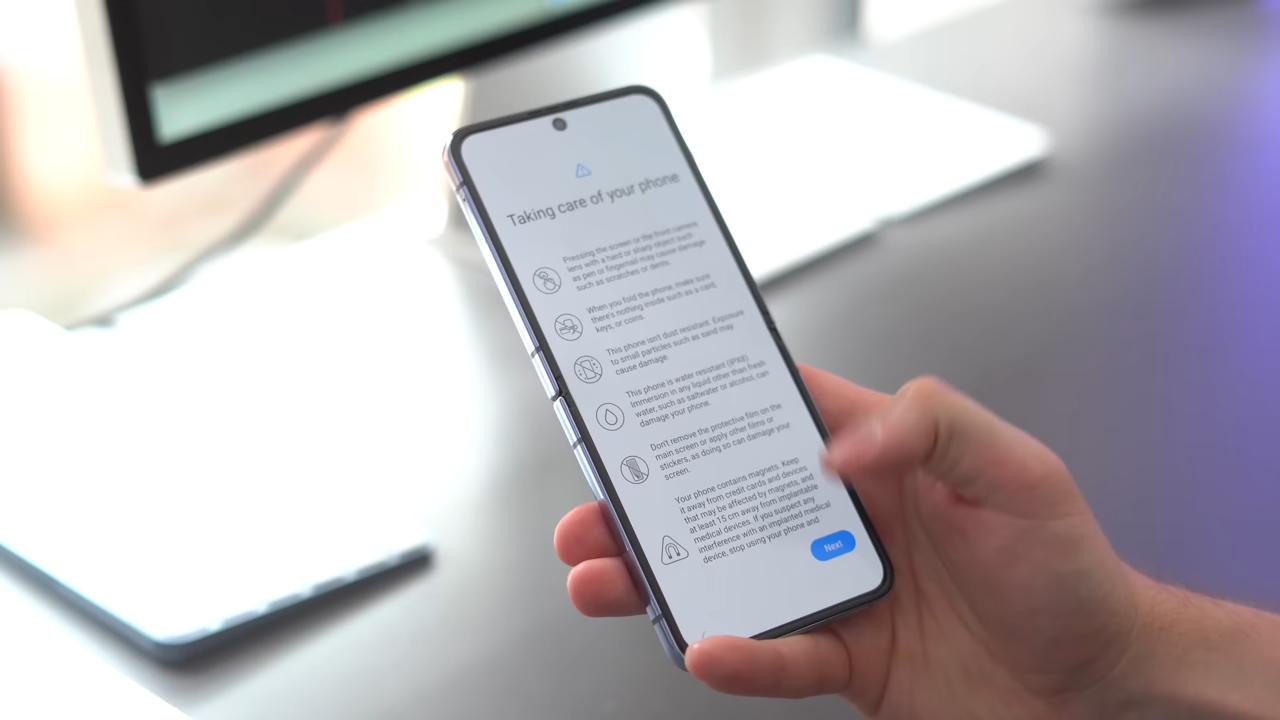 Taking care of your phone
Pressing the screen or the front camera
lens with a hard or sharp object such
as pen or fingernail may cause damage
such as scratches or dents.
When you fold the phone, make sure
there's nothing inside such as a card,
keys, or coins.
This phone isn't dust resistant. Exposure
to small particles such as sand may
cause damage.
This phone is water resistant (IPX8).
Immersion in any liquid other than fresh
water, such as saltwater or alcohol, can
damage your phone.
Don't remove the protective film on the
main screen or apply other films or
stickers, as doing so can damage your
screen.
Your phone contains magnets. Keep
it away from credit cards and devices
that may be affected by magnets, and
at least 15 cm away from implantable
medical devices. If you suspect any
interference with an implanted medical
device, stop using your phone and
Next